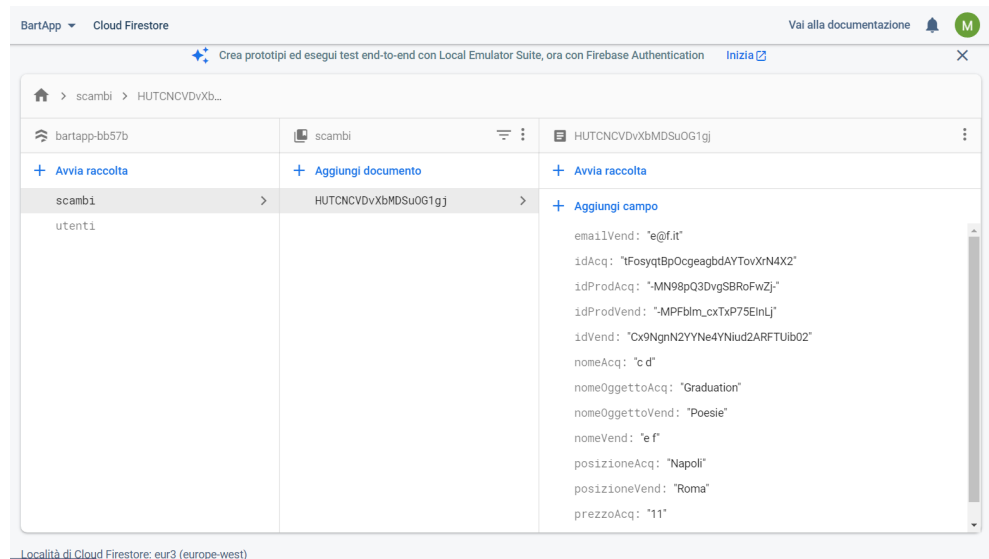 BartApp Cloud Firestore Vai alla documentazione M
Crea prototipi ed esegui test end-to-end con Local Emulator Suite, ora con Firebase Authentication Inizia
> scambi > HUTCNCVDvXb...
bartapp-bb57b
scambi
HUTCNCVDvXbMDSuOG1gj
+ Avvia raccolta
+ Aggiungi documento
+ Avvia raccolta
scambi
utenti
HUTCNCVDvXbMDSuOG1gj
+ Aggiungi campo
emailVend: "e@f.it"
idAcq: "tFosyqtBpOcgeagbdAYTovXrN4X2"
idProdAcq: "-MN98pQ3DvgSBRoFwZj-"
idProdVend: "-MPFblm_cxTxP75EInLj"
idVend: "Cx9NgnN2YYNe4YNiud2ARFTUib02"
nomeAcq: "c d"
nomeOggettoAcq: "Graduation"
nomeOggettoVend: "Poesie"
nomeVend: "e f"
posizioneAcq: "Napoli"
posizioneVend: "Roma"
prezzoAcq: "11"
Località di Cloud Firestore: eur3 (europe-west)